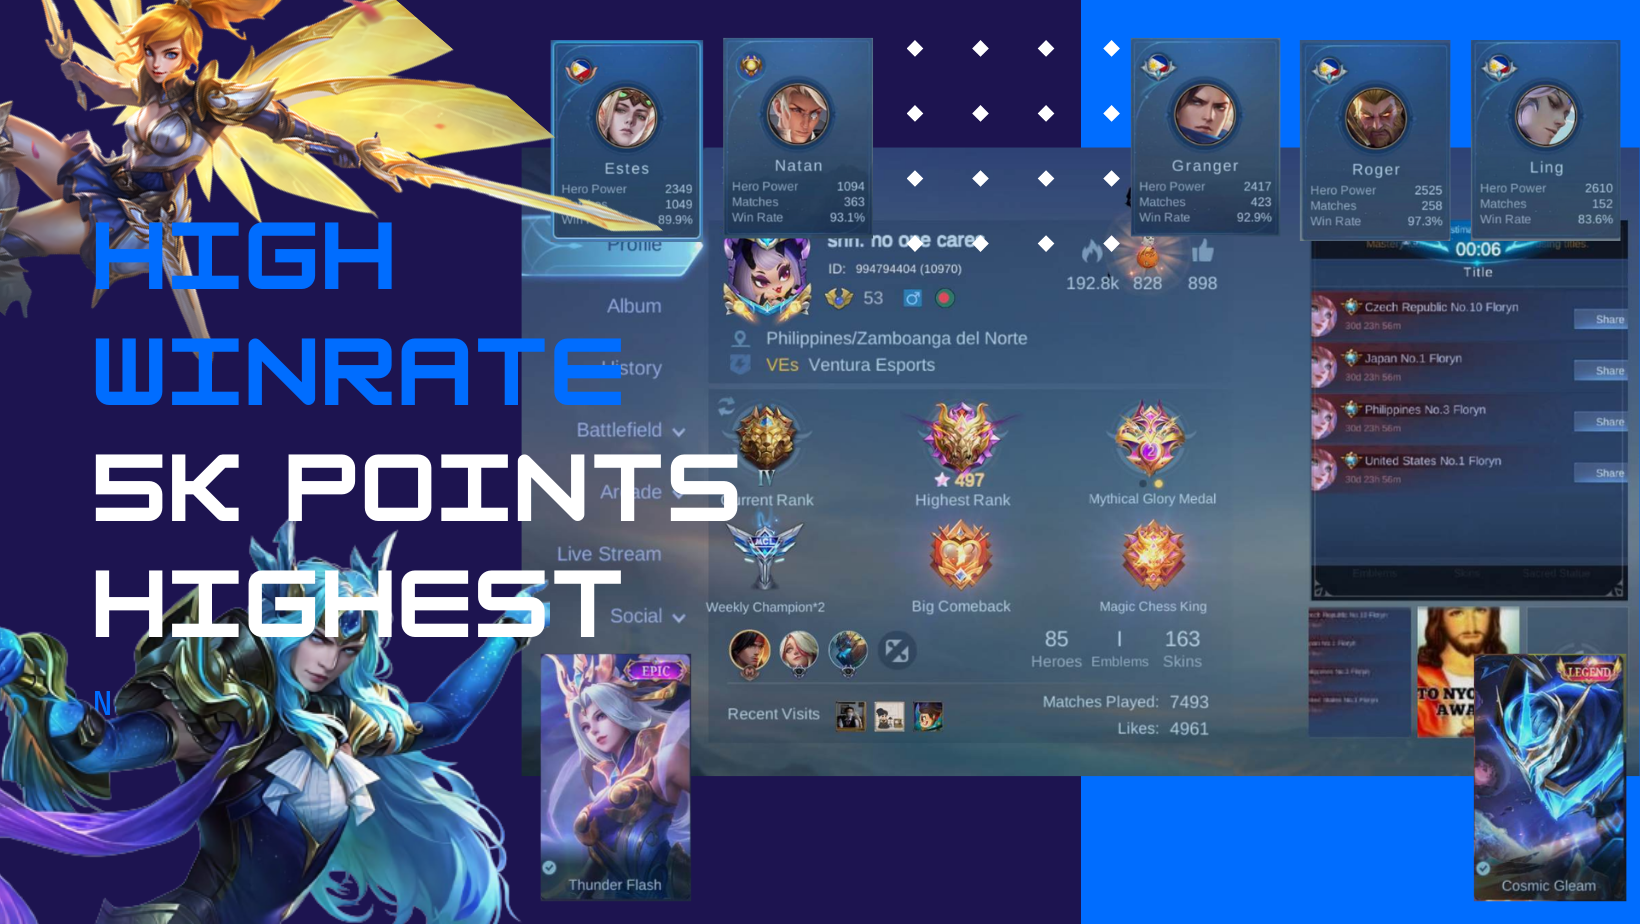 HIGH
WINRATE
5K POINTS
HIGHEST
N
Estes
Hero Power 2349
Matches 1049
Win 89.9%
Natan
Hero Power 1094
Matches 363
Win Rate 93.1%
Granger
Hero Power 2417
Matches 423
Win Rate 92.9%
Roger
Hero Power 2525
Matches 258
Win Rate 97.3%
Ling
Hero Power 2610
Matches 152
Win Rate 83.6%
Profile
Album
History
Battlefield
Arcade
Live Stream
Social
shh. no one cares
ID: 994794404 (10970)
53
192.8k 828 898
Philippines/Zamboanga del Norte
VEs Ventura Esports
IV
Current Rank
497
Highest Rank
2
Mythical Glory Medal
MCL
Weekly Champion*2
Big Comeback
Magic Chess King
85 I 163
Heroes Emblems Skins
Recent Visits
Matches Played: 7493
Likes: 4961
00:06
Title
Czech Republic No.10 Floryn
30d 23h 56m
Share
Japan No.1 Floryn
30d 23h 56m
Share
Philippines No.3 Floryn
30d 23h 56m
Share
United States No.1 Floryn
30d 23h 56m
Share
Emblems Skins Sacred Statue
TO NYO
AWA
EPIC
Thunder Flash
LEGEND
Cosmic Gleam